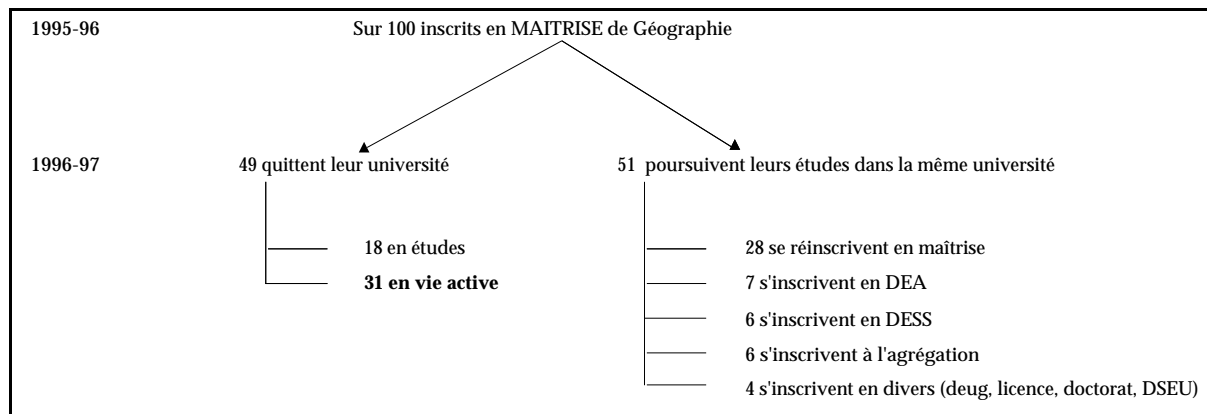 1995-96 Sur 100 inscrits en MAITRISE de Géographie
1996-97 49 quittent leur université 51 poursuivent leurs études dans la même université
18 en études 28 se réinscrivent en maîtrise
31 en vie active 7 s'inscrivent en DEA
6 s'inscrivent en DESS
6 s'inscrivent à l'agrégation
4 s'inscrivent en divers (deug, licence, doctorat, DSEU)